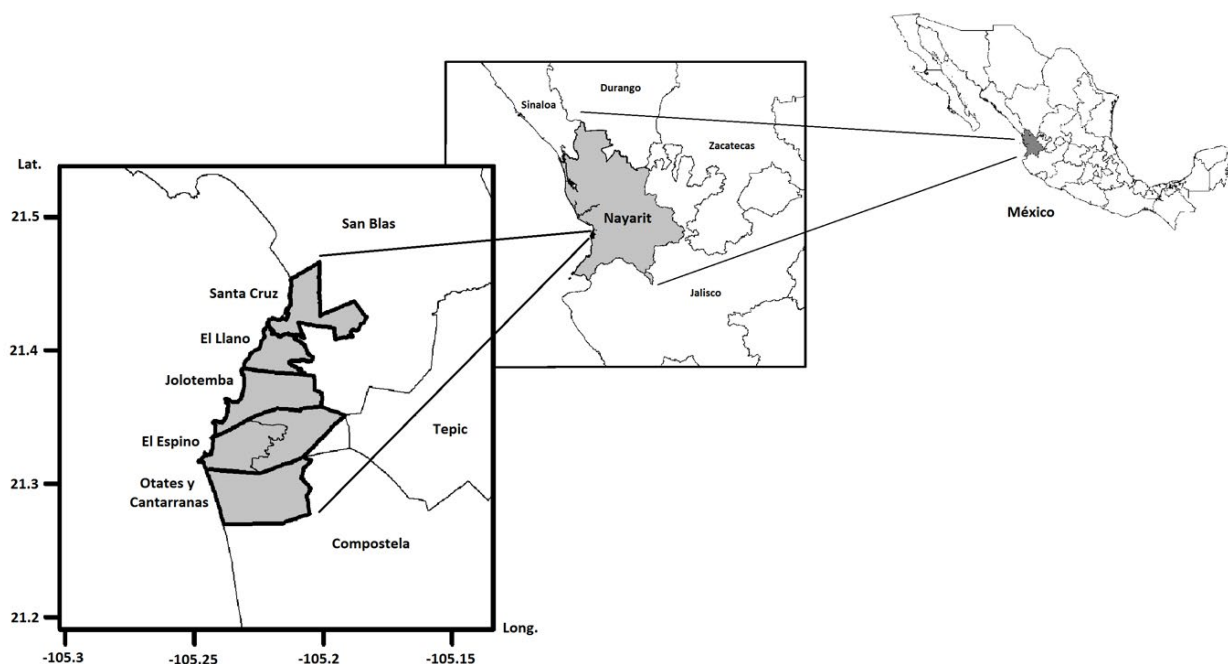 México
Durango
Sinaloa
Zacatecas
Nayarit
Jalisco
Lat.
21.5
21.4
21.3
21.2
San Blas
Santa Cruz
El Llano
Jolotemba
El Espino
Otates y
Cantarranas
Tepic
Compostela
Long.
-105.3
-105.25
-105.2
-105.15